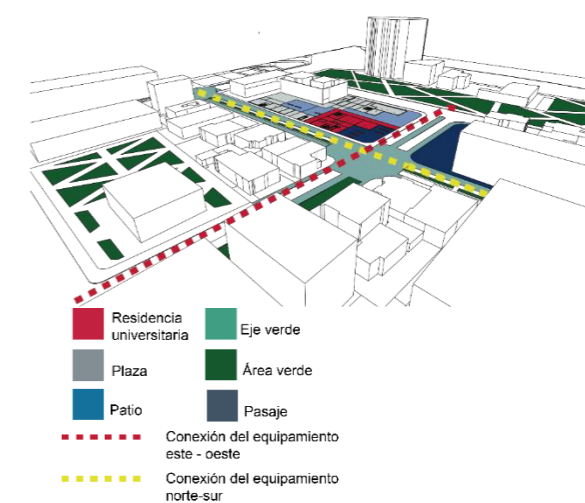 Residencia
universitaria
Eje verde
Plaza
Área verde
Patio
Pasaje
Conexión del equipamiento
este - oeste
Conexión del equipamiento
norte-sur